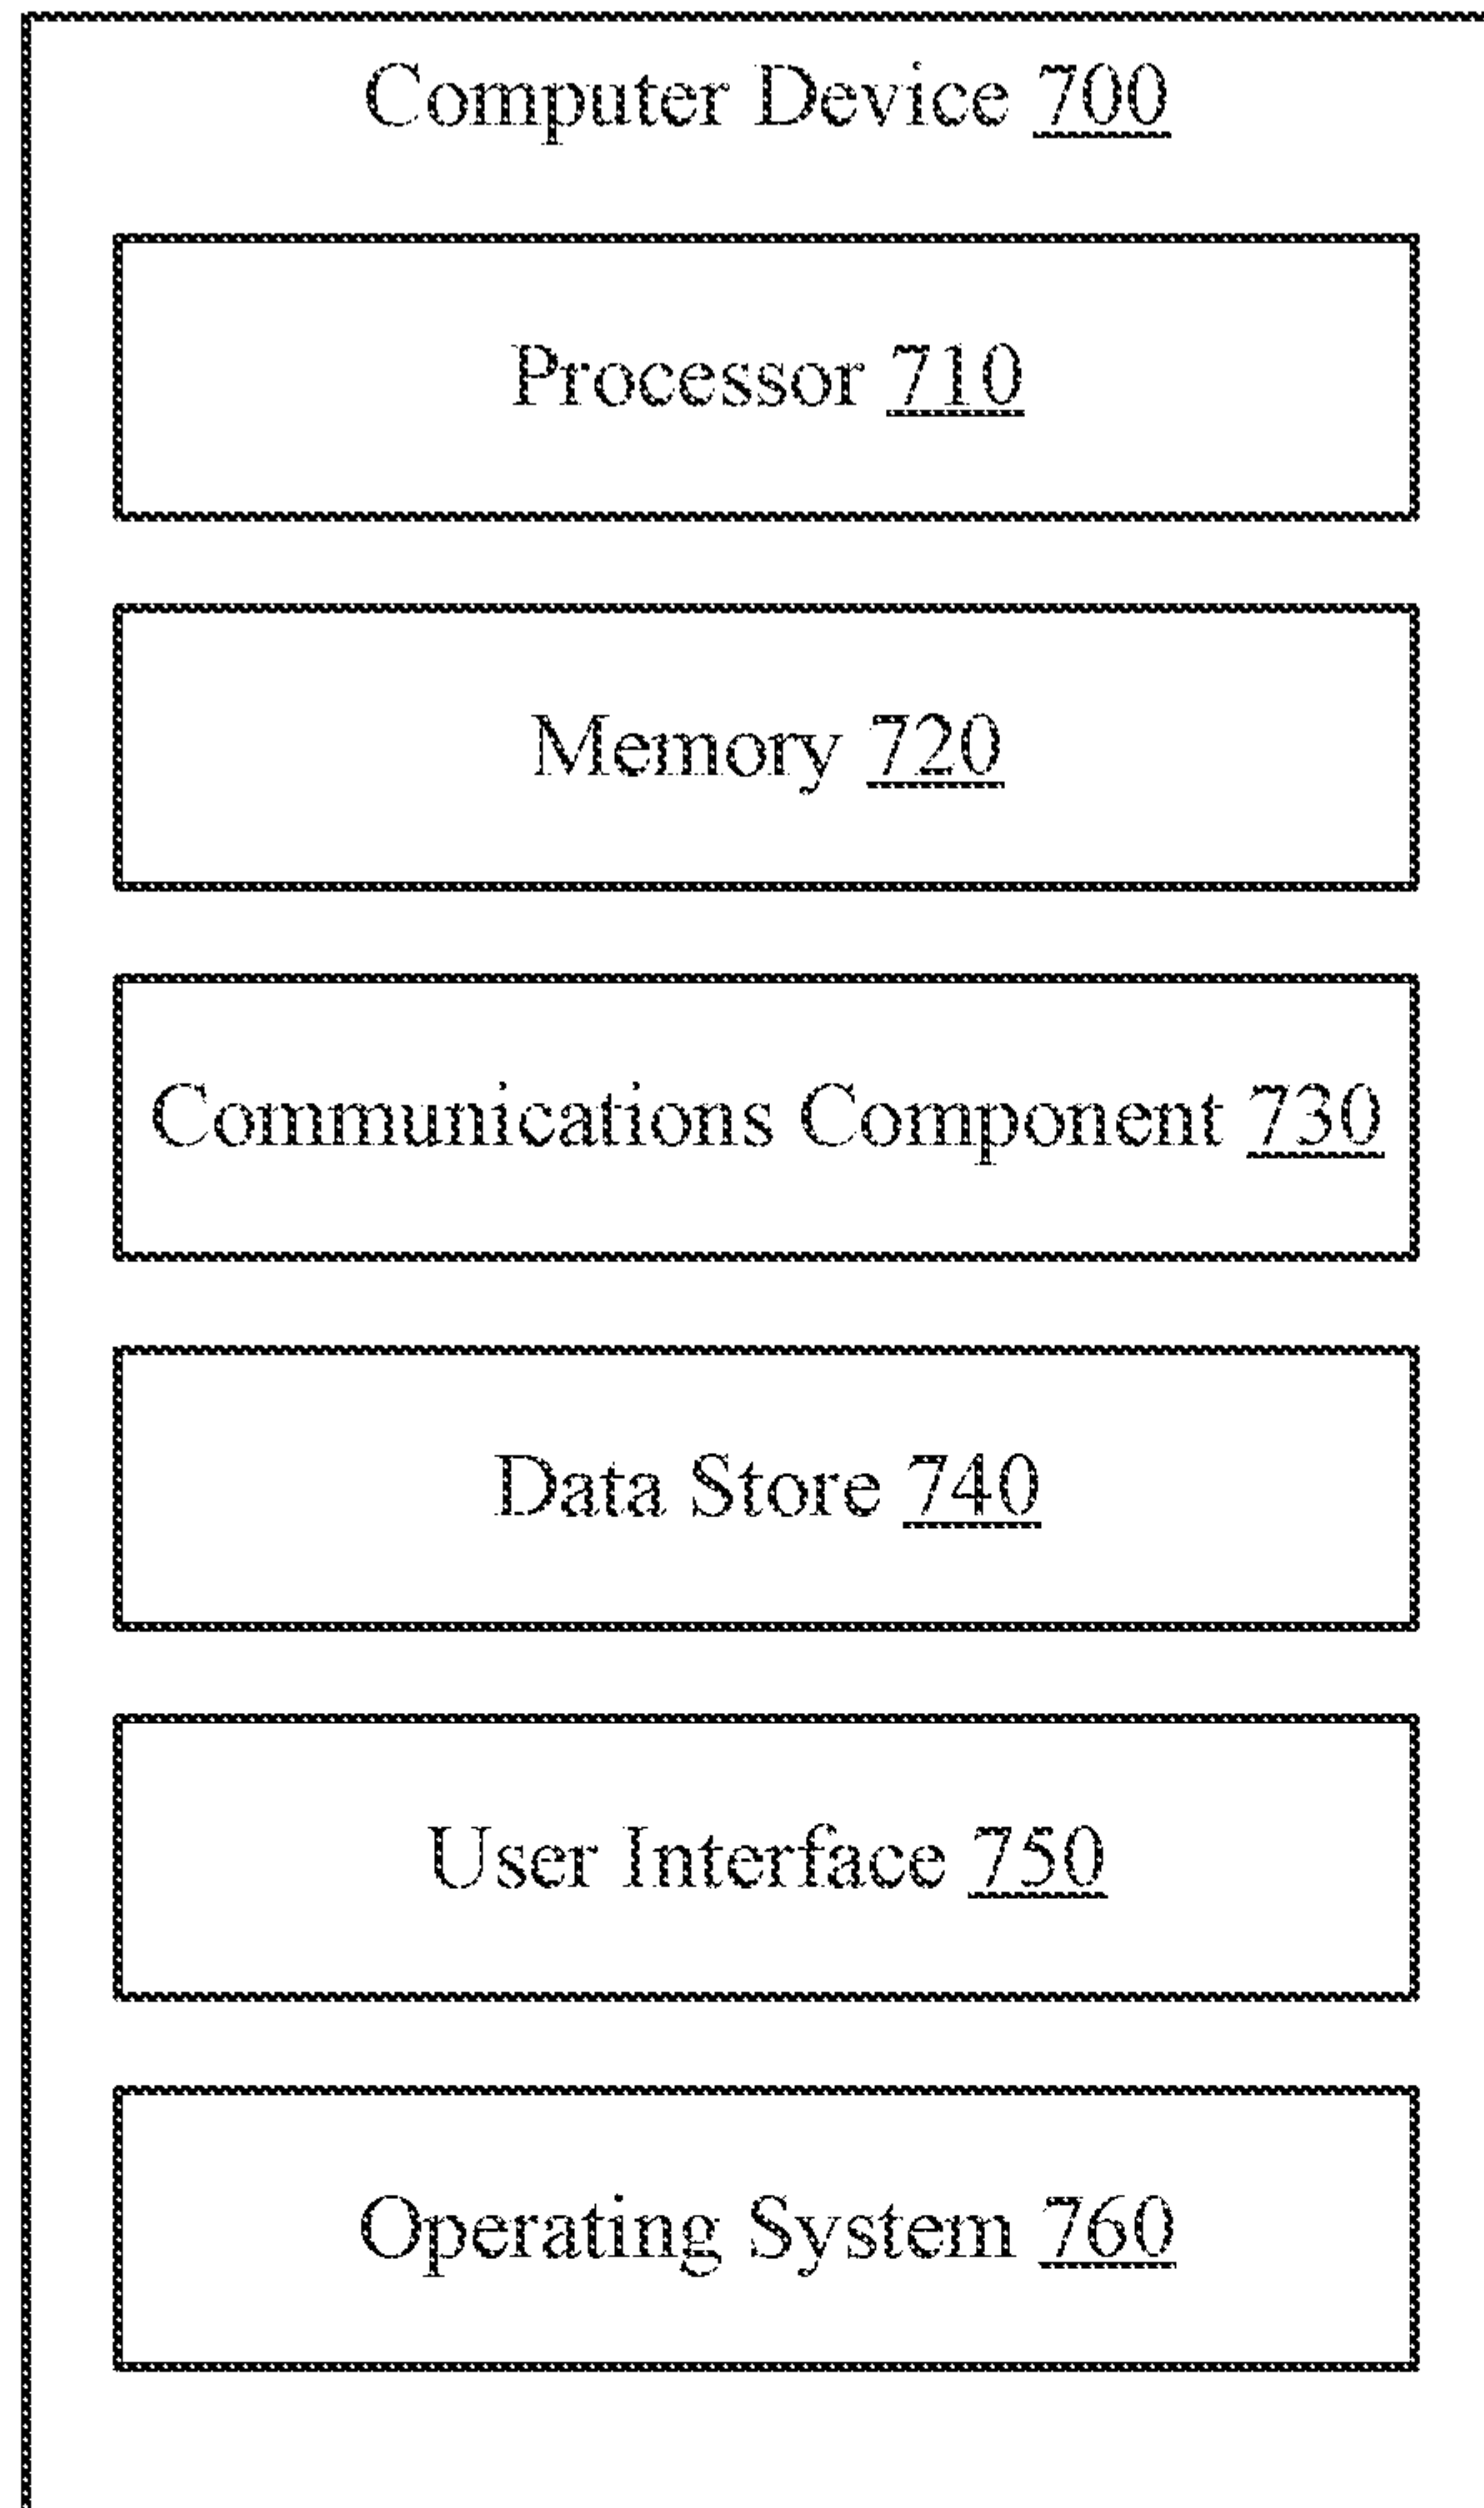 Computer Device 700
Processor 710
Memory 720
Communications Component 730
Data Store 740
User Interface 750
Operating System 760